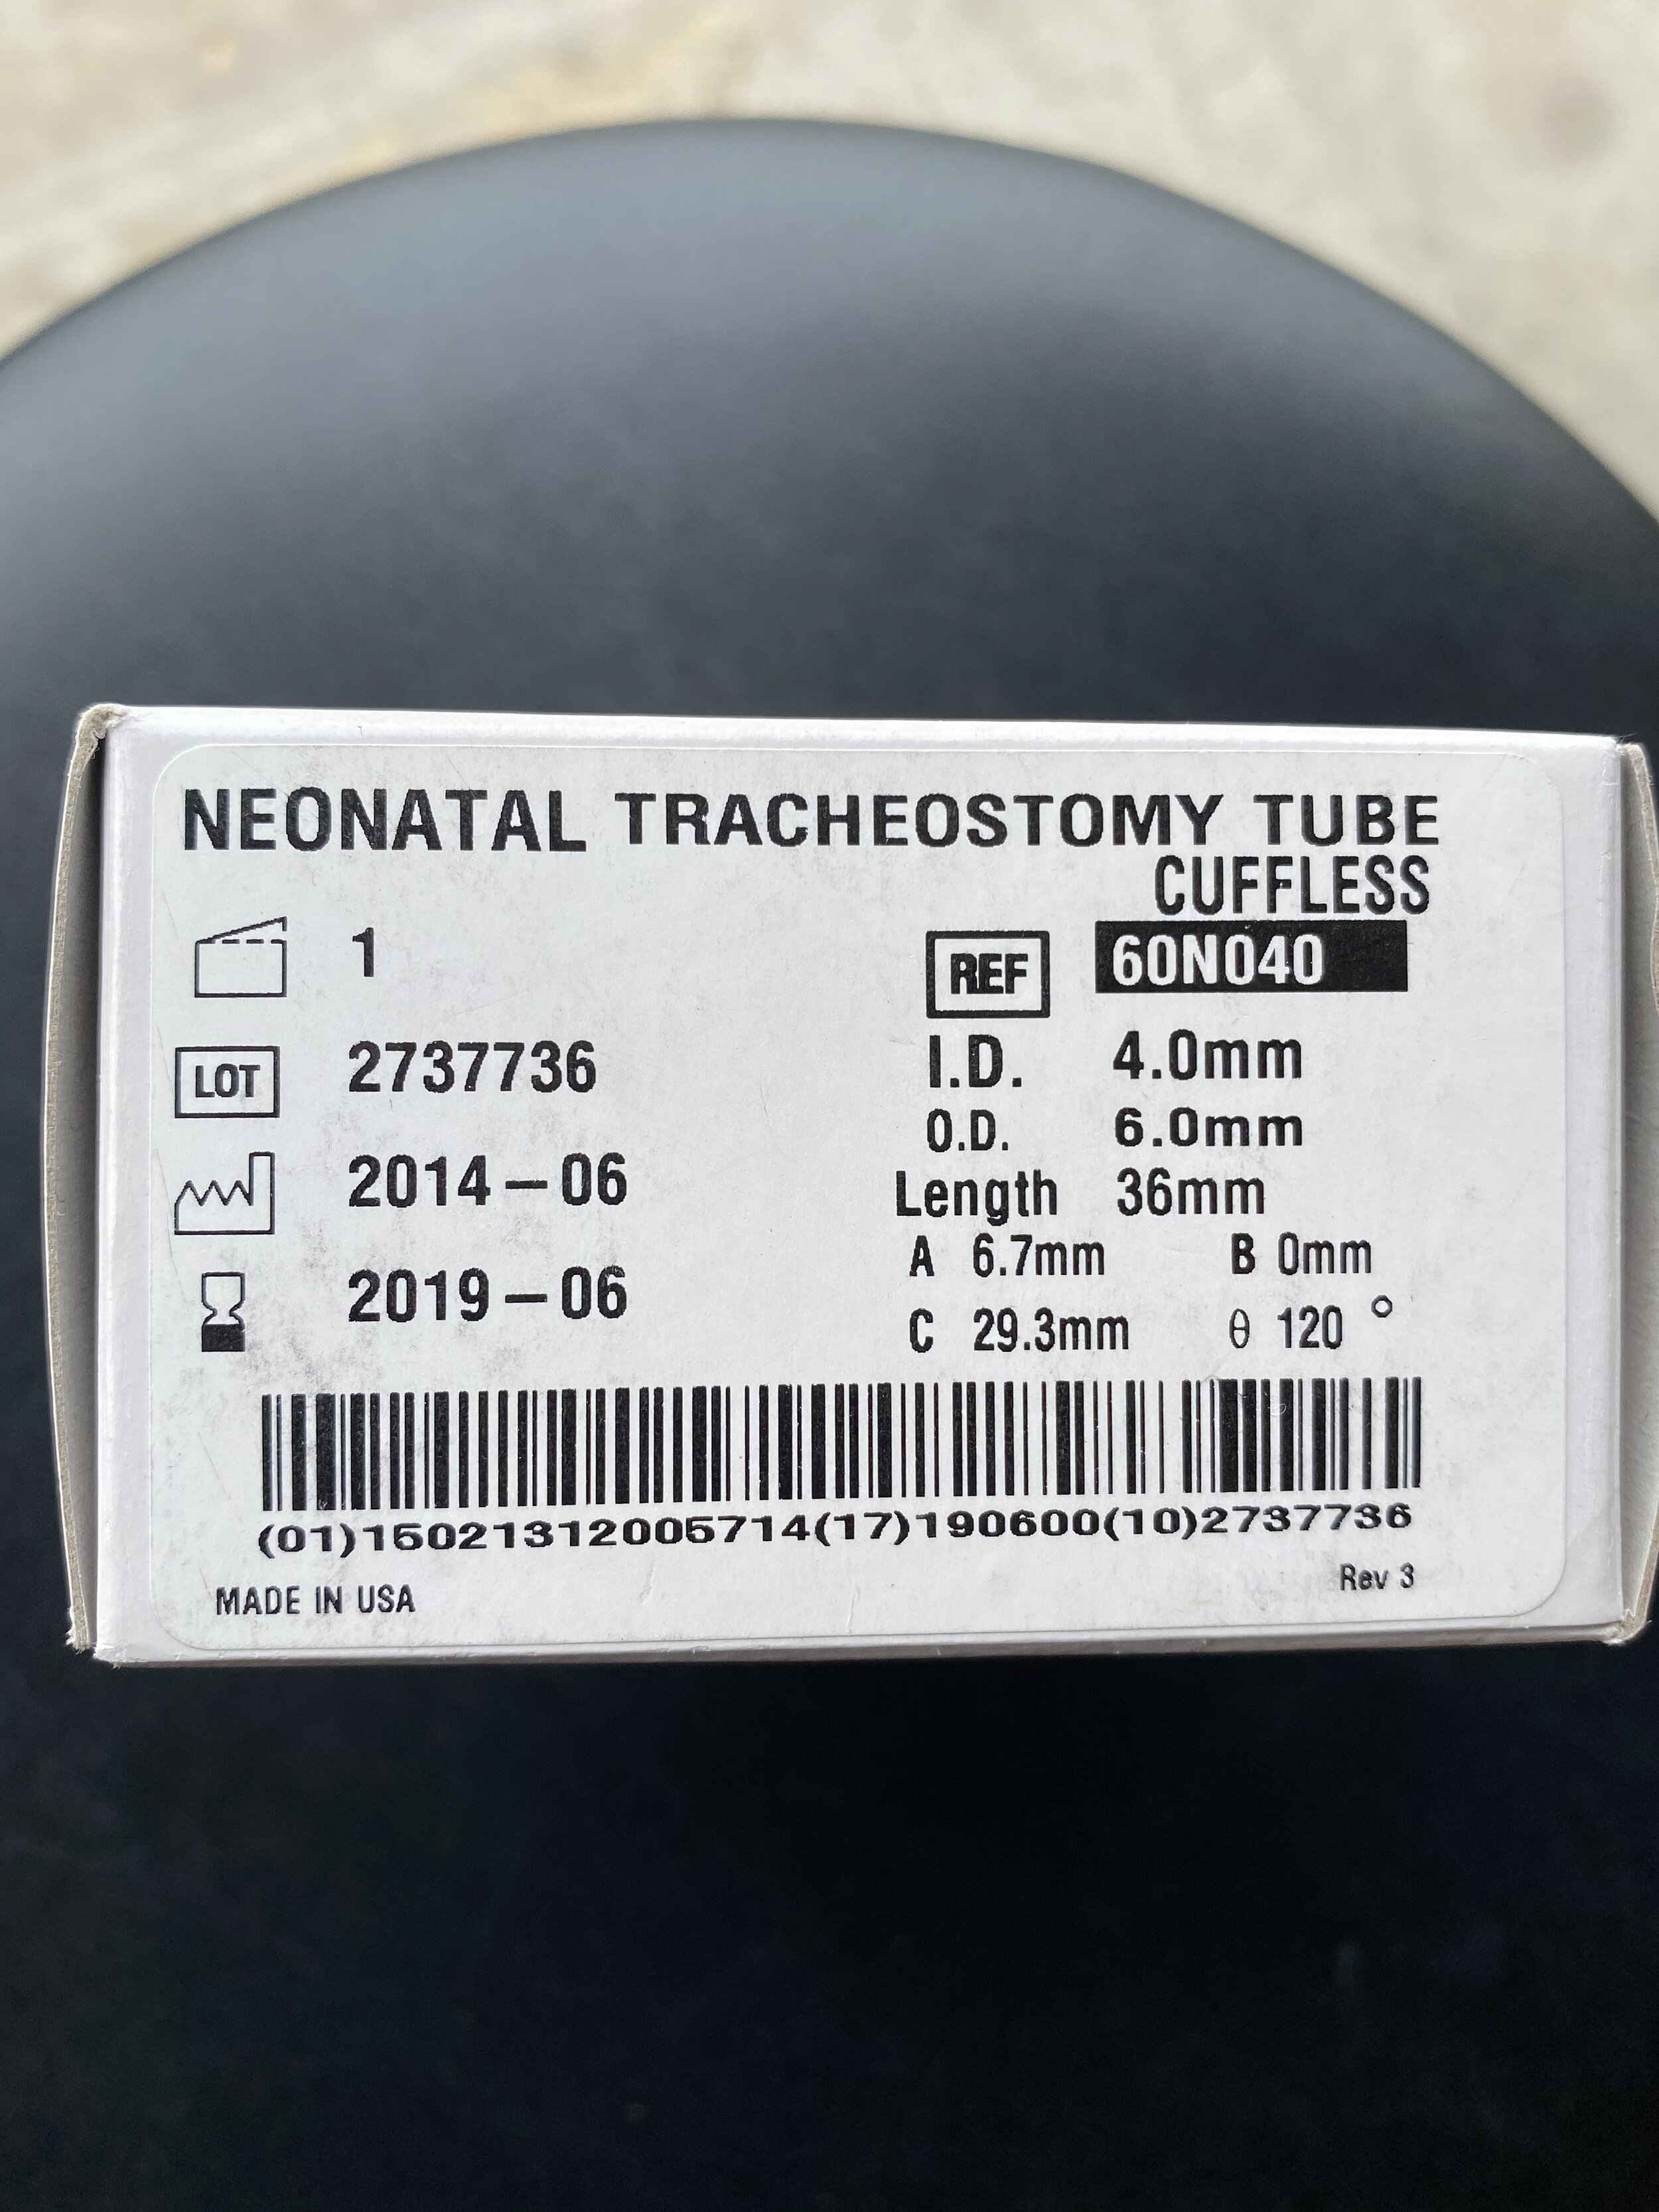 NEONATAL TRACHEOSTOMY TUBE
CUFFLESS
1
REF 60N040
LOT 2737736
I.D. 4.0mm
O.D. 6.0mm
2014-06
Length 36mm
A 6.7mm B 0mm
2019-06
C 29.3mm θ 120°
(01)15021312005714(17)190600(10)2737736
MADE IN USA
Rev 3